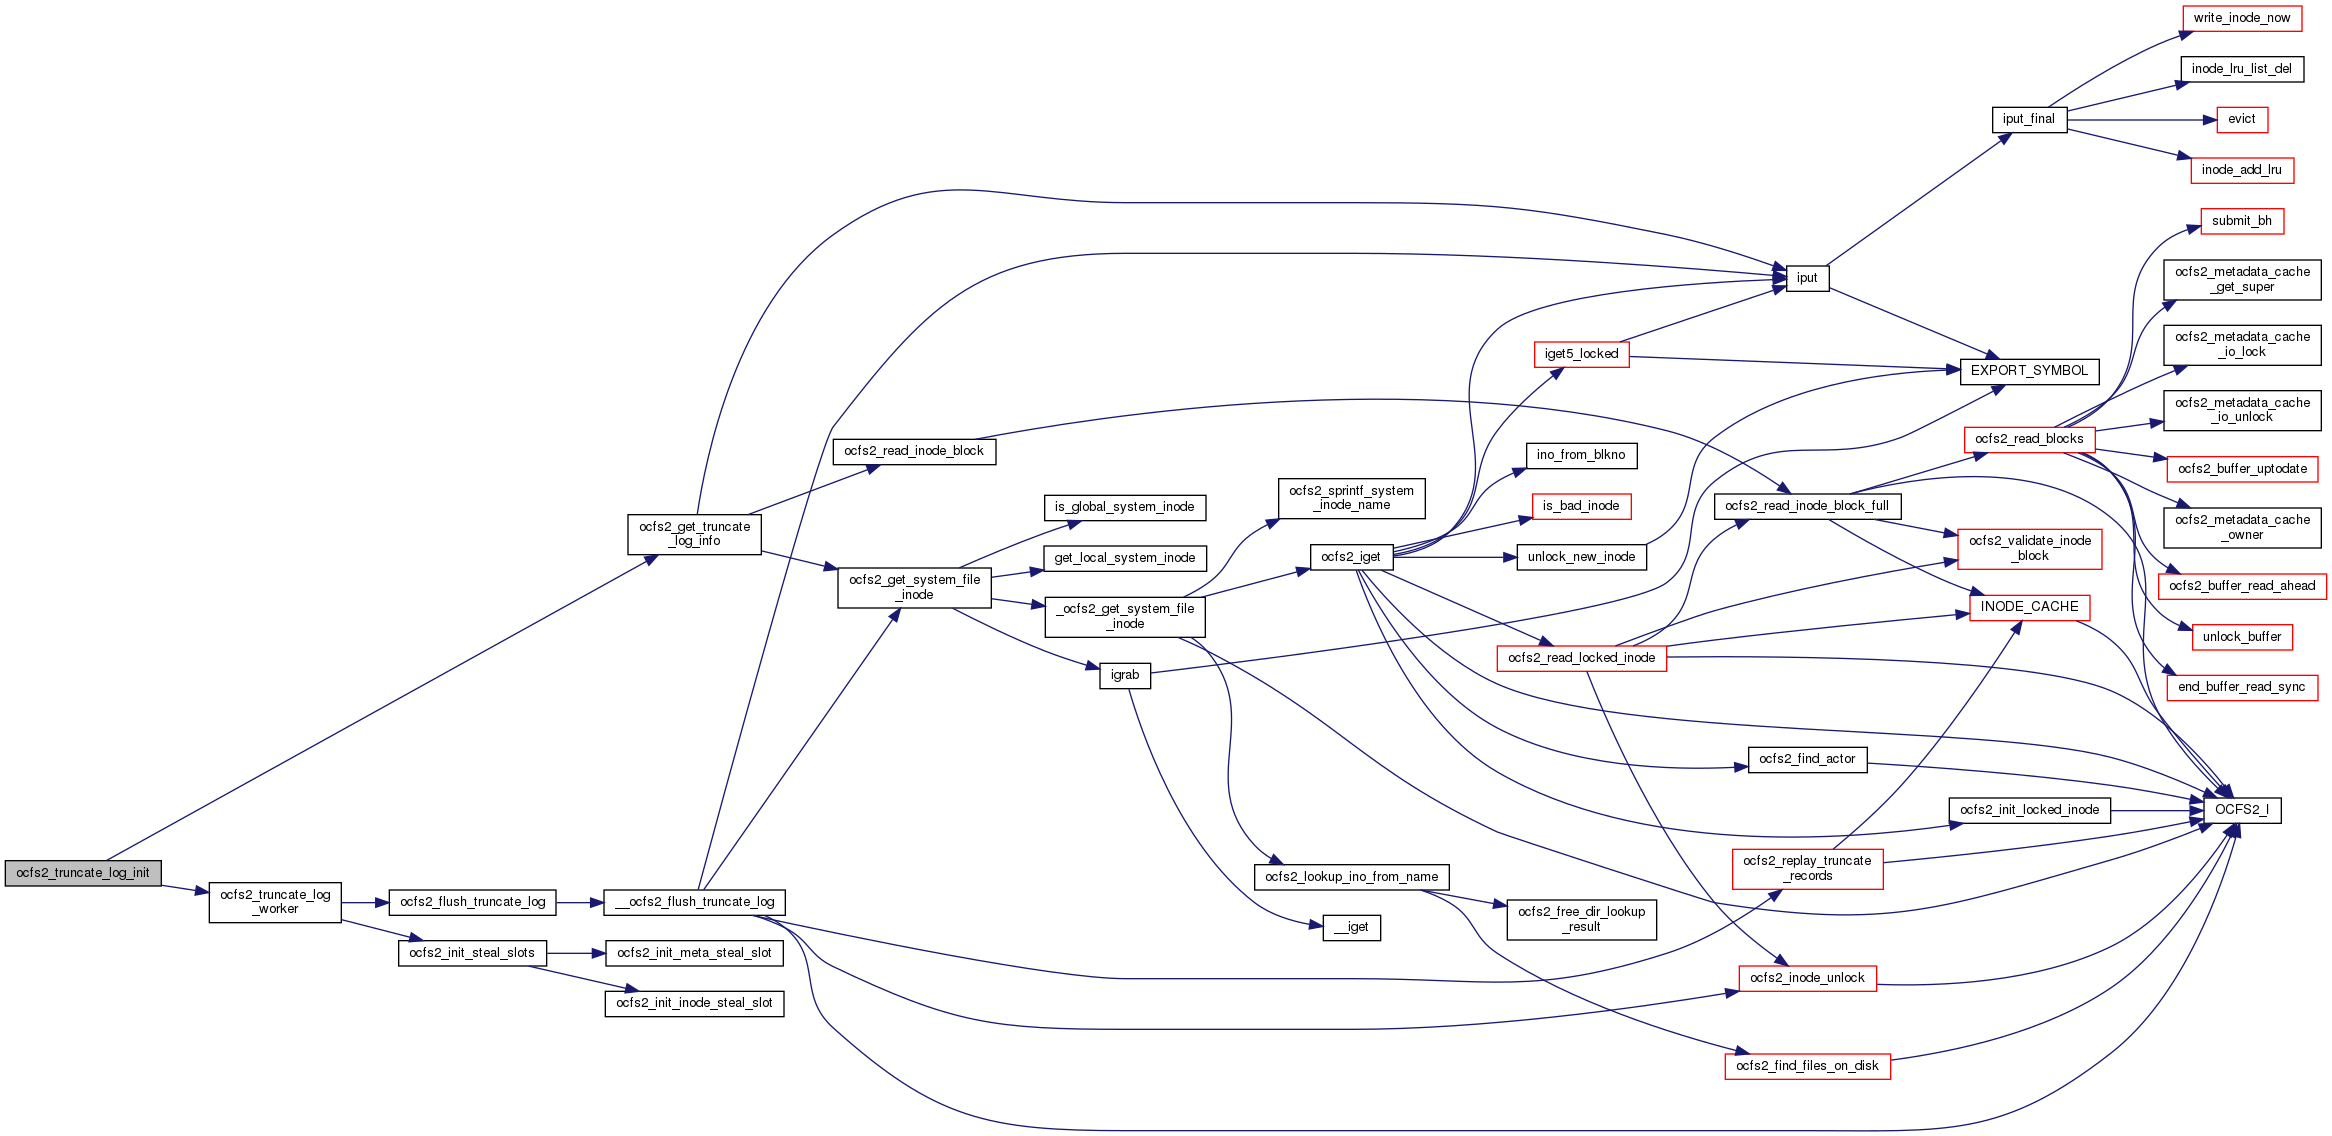 ocfs2_truncate_log_init
ocfs2_truncate_log
_worker
ocfs2_flush_truncate_log
ocfs2_init_steal_slots
ocfs2_get_truncate
_log_info
__ocfs2_flush_truncate_log
ocfs2_init_meta_steal_slot
ocfs2_init_inode_steal_slot
ocfs2_read_inode_block
ocfs2_get_system_file
_inode
is_global_system_inode
get_local_system_inode
_ocfs2_get_system_file
_inode
igrab
ocfs2_sprintf_system
_inode_name
ocfs2_iget
ocfs2_lookup_ino_from_name
__iget
iget5_locked
ino_from_blkno
is_bad_inode
unlock_new_inode
ocfs2_read_locked_inode
ocfs2_free_dir_lookup
_result
iput
ocfs2_read_inode_block_full
ocfs2_find_actor
ocfs2_replay_truncate
_records
ocfs2_inode_unlock
ocfs2_find_files_on_disk
iput_final
EXPORT_SYMBOL
ocfs2_read_blocks
ocfs2_validate_inode
_block
INODE_CACHE
ocfs2_init_locked_inode
write_inode_now
inode_lru_list_del
evict
inode_add_lru
submit_bh
ocfs2_metadata_cache
_get_super
ocfs2_metadata_cache
_io_lock
ocfs2_metadata_cache
_io_unlock
ocfs2_buffer_uptodate
ocfs2_metadata_cache
_owner
ocfs2_buffer_read_ahead
unlock_buffer
end_buffer_read_sync
OCFS2_I